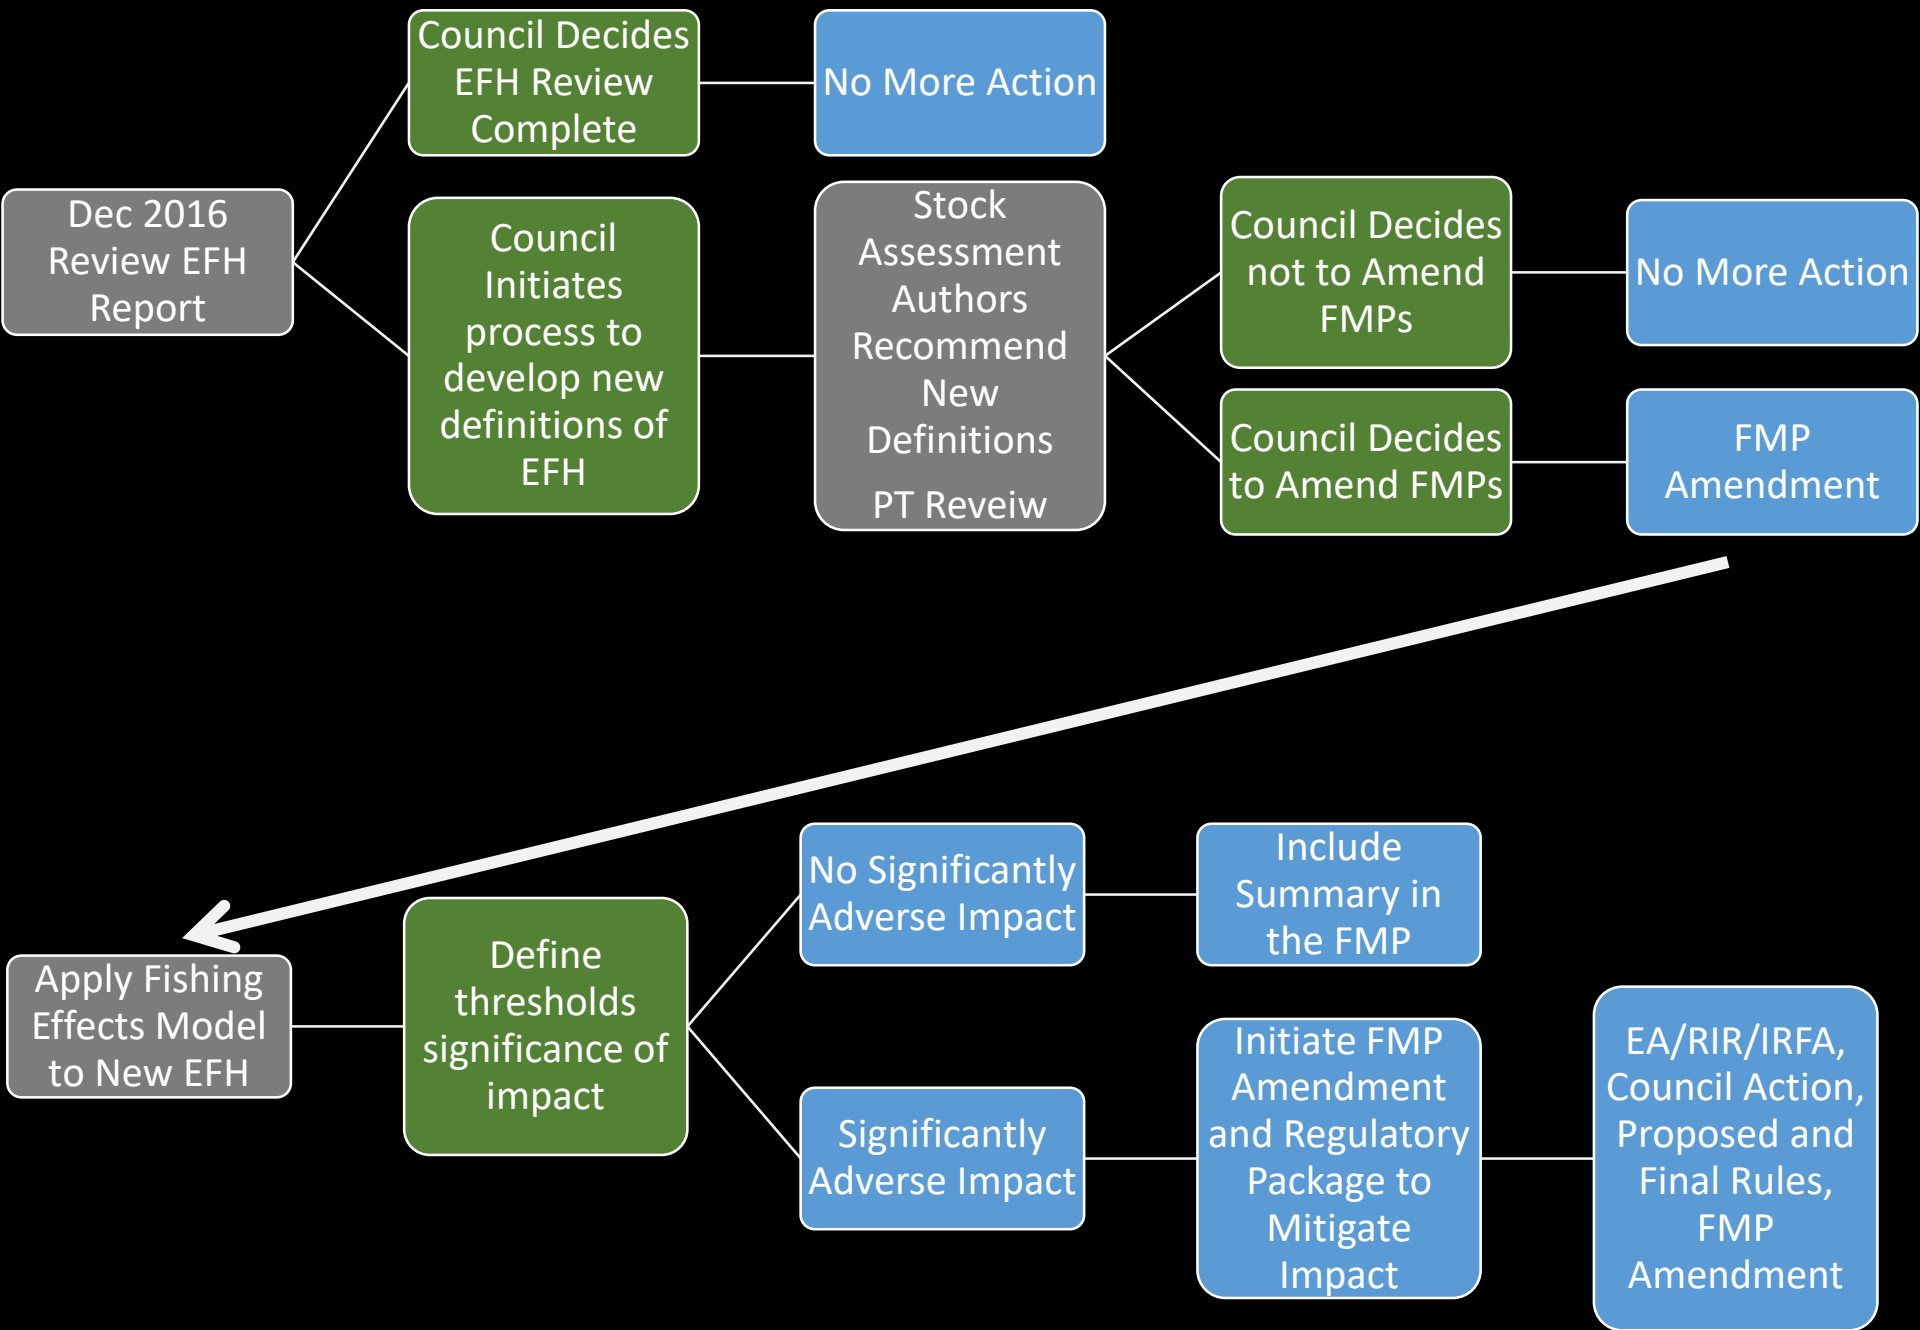 Dec 2016
Review EFH
Report
Council Decides
EFH Review
Complete
No More Action
Council
Initiates
process to
develop new
definitions of
EFH
Stock
Assessment
Authors
Recommend
New
Definitions
PT Reveiw
Council Decides
not to Amend
FMPs
No More Action
Council Decides
to Amend FMPs
FMP
Amendment
Apply Fishing
Effects Model
to New EFH
Define
thresholds
significance of
impact
No Significantly
Adverse Impact
Include
Summary in
the FMP
Significantly
Adverse Impact
Initiate FMP
Amendment
and Regulatory
Package to
Mitigate
Impact
EA/RIR/IRFA,
Council Action,
Proposed and
Final Rules,
FMP
Amendment